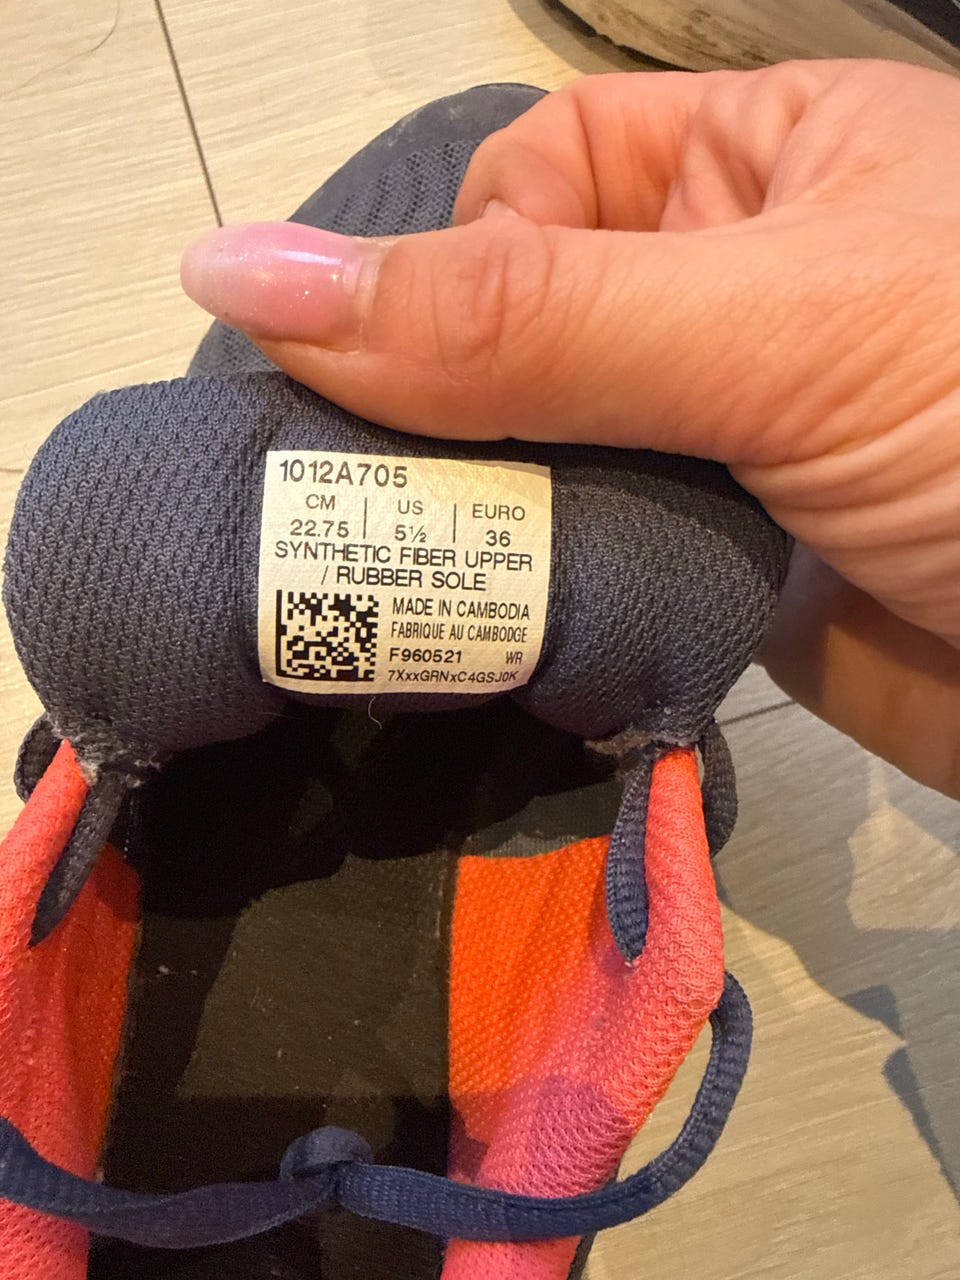 1012A705
CM | US | EURO
22.75 | 5½ | 36
SYNTHETIC FIBER UPPER
/ RUBBER SOLE
MADE IN CAMBODIA
FABRIQUE AU CAMBODGE
F960521 WR
7XxxGRNxC4GSJ0K